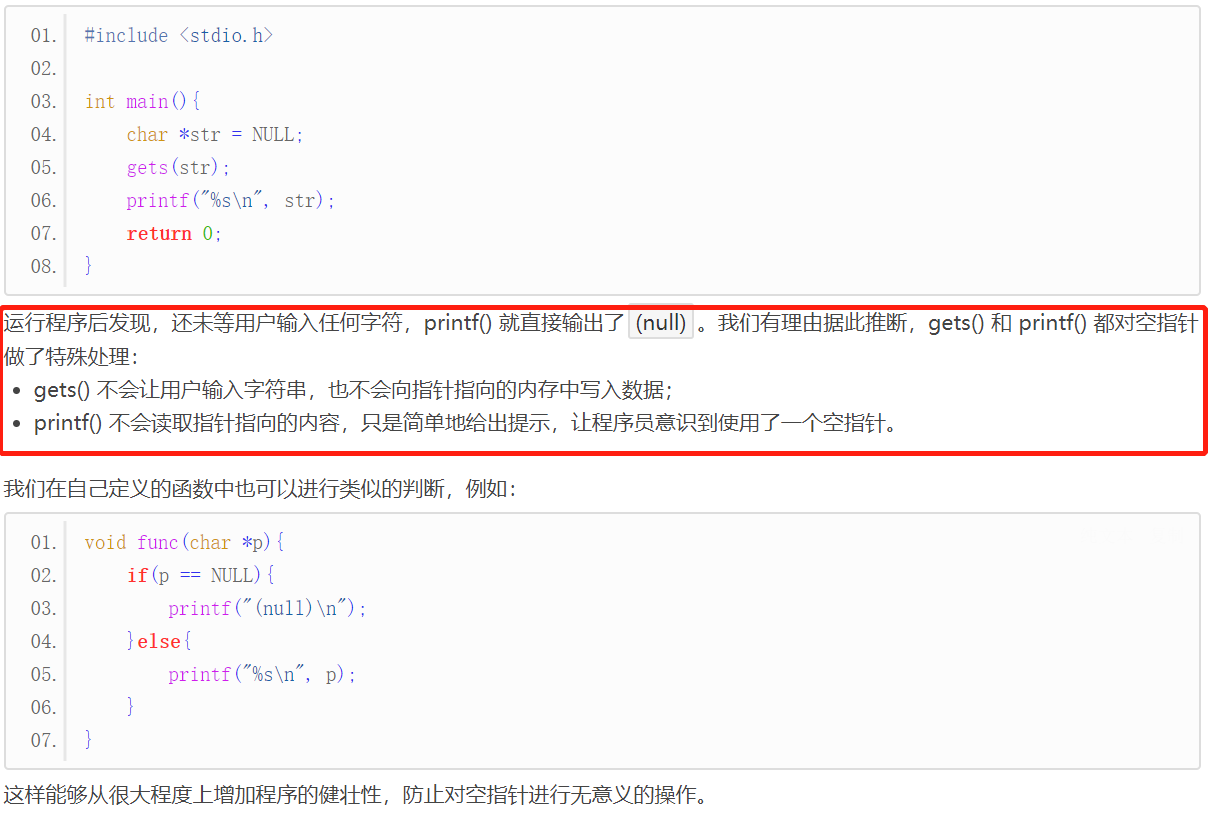 01. #include <stdio.h>
02.
03. int main(){
04.     char *str = NULL;
05.     gets(str);
06.     printf("%s\n", str);
07.     return 0;
08. }
运行程序后发现，还未等用户输入任何字符，printf() 就直接输出了 (null) 。我们有理由据此推断，gets() 和 printf() 都对空指针
做了特殊处理：
• gets() 不会让用户输入字符串，也不会向指针指向的内存中写入数据；
• printf() 不会读取指针指向的内容，只是简单地给出提示，让程序员意识到使用了一个空指针。
我们在自己定义的函数中也可以进行类似的判断，例如：
01. void func(char *p){
02.     if(p == NULL){
03.         printf("(null)\n");
04.     }else{
05.         printf("%s\n", p);
06.     }
07. }
这样能够从很大程度上增加程序的健壮性，防止对空指针进行无意义的操作。